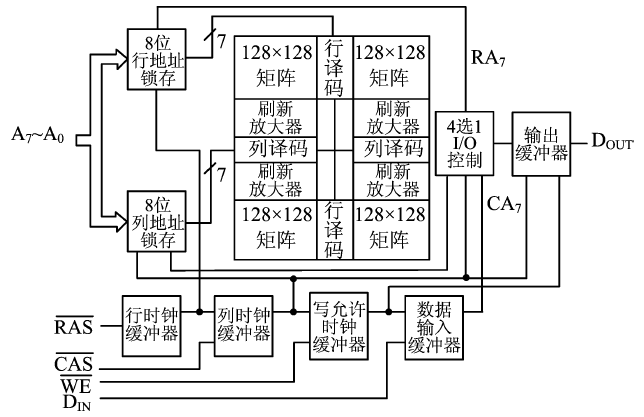 8位
行地址
锁存
7
128×128
矩阵
行译码
128×128
矩阵
RA₇
A₇~A₀
刷新
放大器
刷新
放大器
列译码
列译码
7
刷新
放大器
刷新
放大器
4选1
I/O
控制
输出
缓冲器
D_OUT
8位
列地址
锁存
128×128
矩阵
行译码
128×128
矩阵
CA₇
R̅A̅S̅
行时钟
缓冲器
列时钟
缓冲器
写允许
时钟
缓冲器
数据
输入
缓冲器
C̅A̅S̅
W̅E̅
D_IN